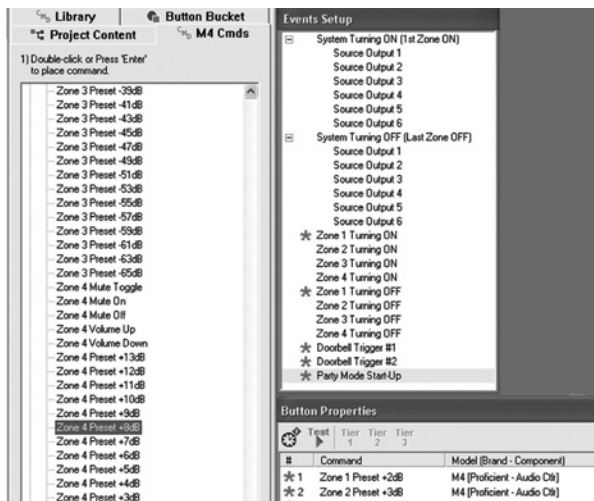 Library
Button Bucket
Project Content
M4 Cmds
1) Double-click or Press 'Enter'
to place command.
Zone 3 Preset -39dB
Zone 3 Preset -41dB
Zone 3 Preset -43dB
Zone 3 Preset -45dB
Zone 3 Preset -47dB
Zone 3 Preset -49dB
Zone 3 Preset -51dB
Zone 3 Preset -53dB
Zone 3 Preset -55dB
Zone 3 Preset -57dB
Zone 3 Preset -59dB
Zone 3 Preset -61dB
Zone 3 Preset -63dB
Zone 3 Preset -65dB
Zone 4 Mute Toggle
Zone 4 Mute On
Zone 4 Mute Off
Zone 4 Volume Up
Zone 4 Volume Down
Zone 4 Preset +13dB
Zone 4 Preset +12dB
Zone 4 Preset +11dB
Zone 4 Preset +10dB
Zone 4 Preset +9dB
Zone 4 Preset +8dB
Zone 4 Preset +7dB
Zone 4 Preset +6dB
Zone 4 Preset +5dB
Zone 4 Preset +4dB
Zone 4 Preset +3dB
Events Setup
System Turning ON (1st Zone ON)
Source Output 1
Source Output 2
Source Output 3
Source Output 4
Source Output 5
Source Output 6
System Turning OFF (Last Zone OFF)
Source Output 1
Source Output 2
Source Output 3
Source Output 4
Source Output 5
Source Output 6
Zone 1 Turning ON
Zone 2 Turning ON
Zone 3 Turning ON
Zone 4 Turning ON
Zone 1 Turning OFF
Zone 2 Turning OFF
Zone 3 Turning OFF
Zone 4 Turning OFF
Doorbell Trigger #1
Doorbell Trigger #2
Party Mode Start-Up
Button Properties
Test Tier 1 Tier 2 Tier 3
# Command Model (Brand - Component)
1 Zone 1 Preset +2dB M4 [Proficient - Audio Ctlr]
2 Zone 2 Preset +3dB M4 [Proficient - Audio Ctlr]